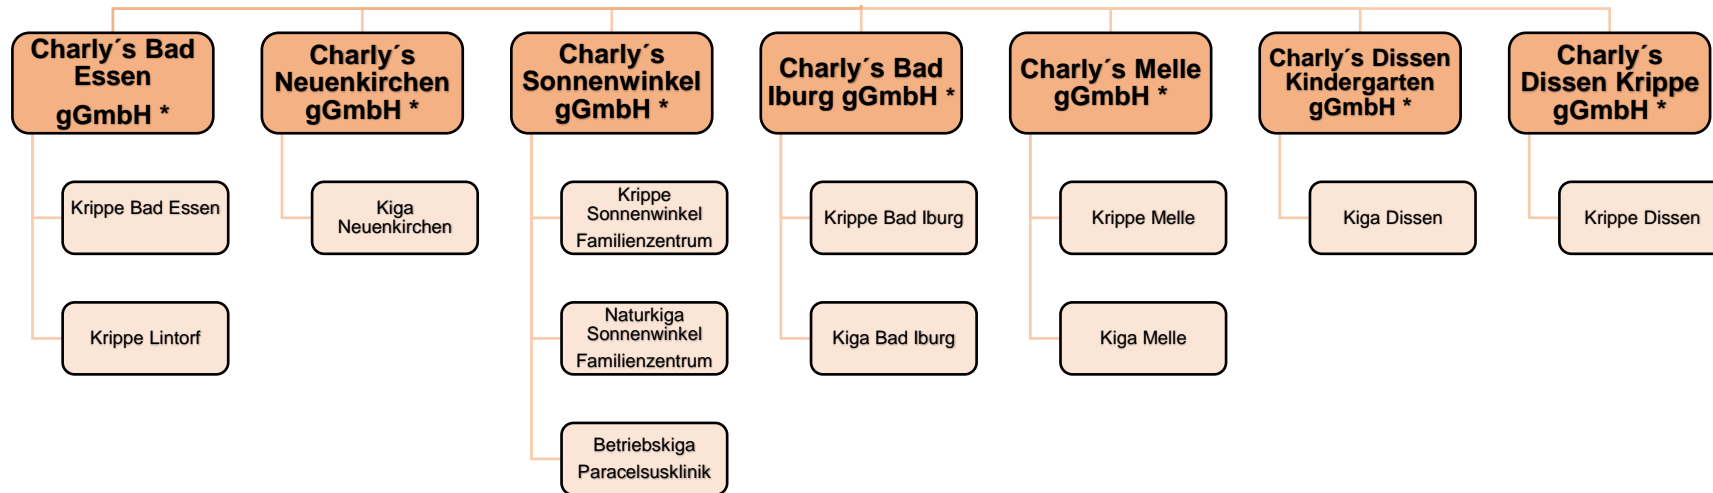 Charly´s Bad
Essen
gGmbH *
Charly´s
Neuenkirchen
gGmbH *
Charly´s
Sonnenwinkel
gGmbH *
Charly´s Bad
Iburg gGmbH *
Charly´s Melle
gGmbH *
Charly´s Dissen
Kindergarten
gGmbH *
Charly´s
Dissen Krippe
gGmbH *
Krippe Bad Essen
Kiga
Neuenkirchen
Krippe
Sonnenwinkel
Familienzentrum
Krippe Bad Iburg
Krippe Melle
Kiga Dissen
Krippe Dissen
Krippe Lintorf
Naturkiga
Sonnenwinkel
Familienzentrum
Kiga Bad Iburg
Kiga Melle
Betriebskiga
Paracelsusklinik